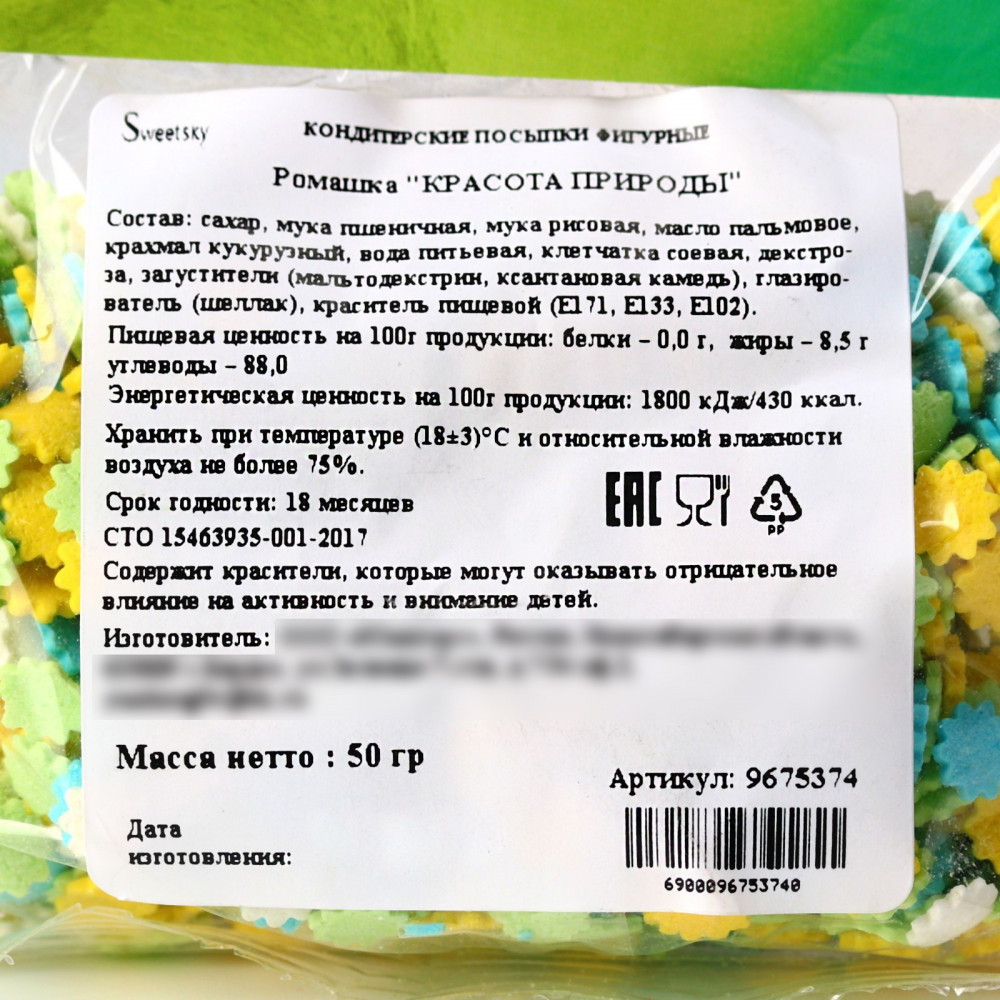 Sweetsky
КОНДИТЕРСКИЕ ПОСЫПКИ ФИГУРНЫЕ
Ромашка "КРАСОТА ПРИРОДЫ"
Состав: сахар, мука пшеничная, мука рисовая, масло пальмовое,
крахмал кукурузный, вода питьевая, клетчатка соевая, декстро-
за, загустители (мальтодекстрин, ксантановая камедь), глазиро-
ватель (шеллак), краситель пищевой (Е171, Е133, Е102).
Пищевая ценность на 100г продукции: белки – 0,0 г, жиры – 8,5 г
углеводы – 88,0
Энергетическая ценность на 100г продукции: 1800 кДж/430 ккал.
Хранить при температуре (18±3)°С и относительной влажности
воздуха не более 75%.
Срок годности: 18 месяцев
СТО 15463935-001-2017
ЕАС
5
PP
Содержит красители, которые могут оказывать отрицательное
влияние на активность и внимание детей.
Изготовитель:
Масса нетто : 50 гр
Артикул: 9675374
Дата
изготовления:
6900096753740